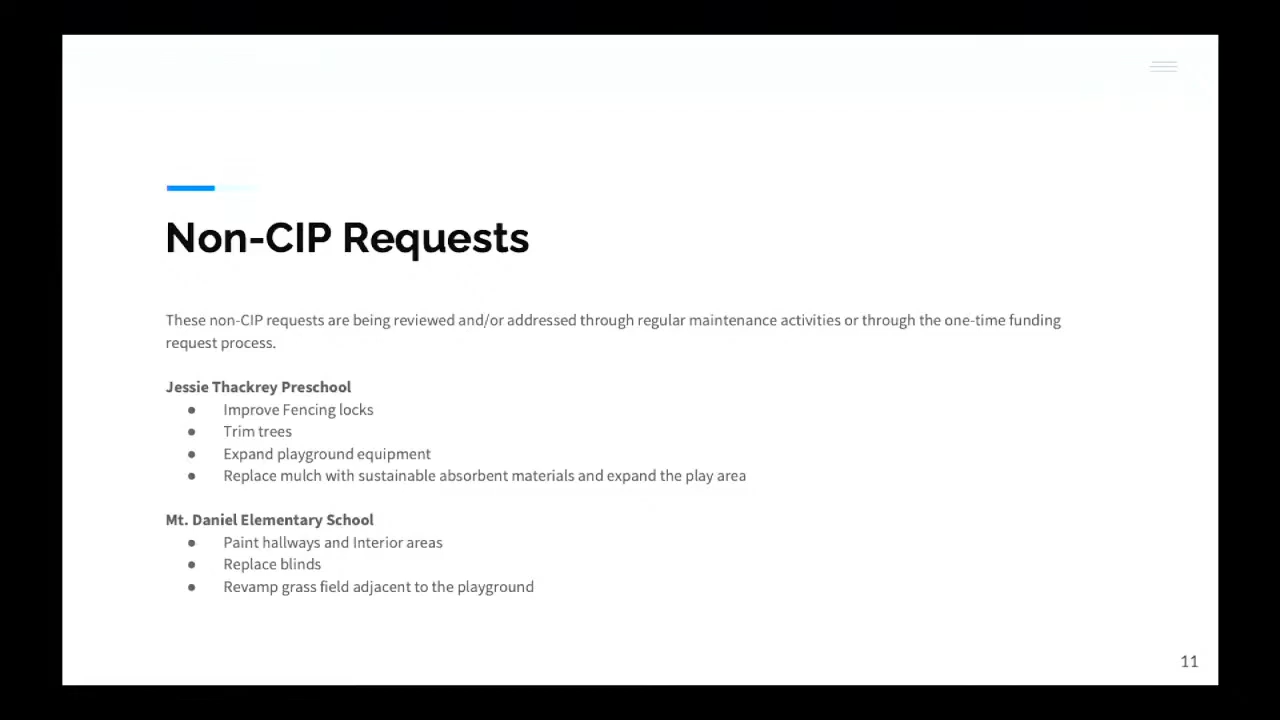 Non-CIP Requests
These non-CIP requests are being reviewed and/or addressed through regular maintenance activities or through the one-time funding
request process.
Jessie Thackrey Preschool
● Improve Fencing locks
● Trim trees
● Expand playground equipment
● Replace mulch with sustainable absorbent materials and expand the play area
Mt. Daniel Elementary School
● Paint hallways and Interior areas
● Replace blinds
● Revamp grass field adjacent to the playground
11